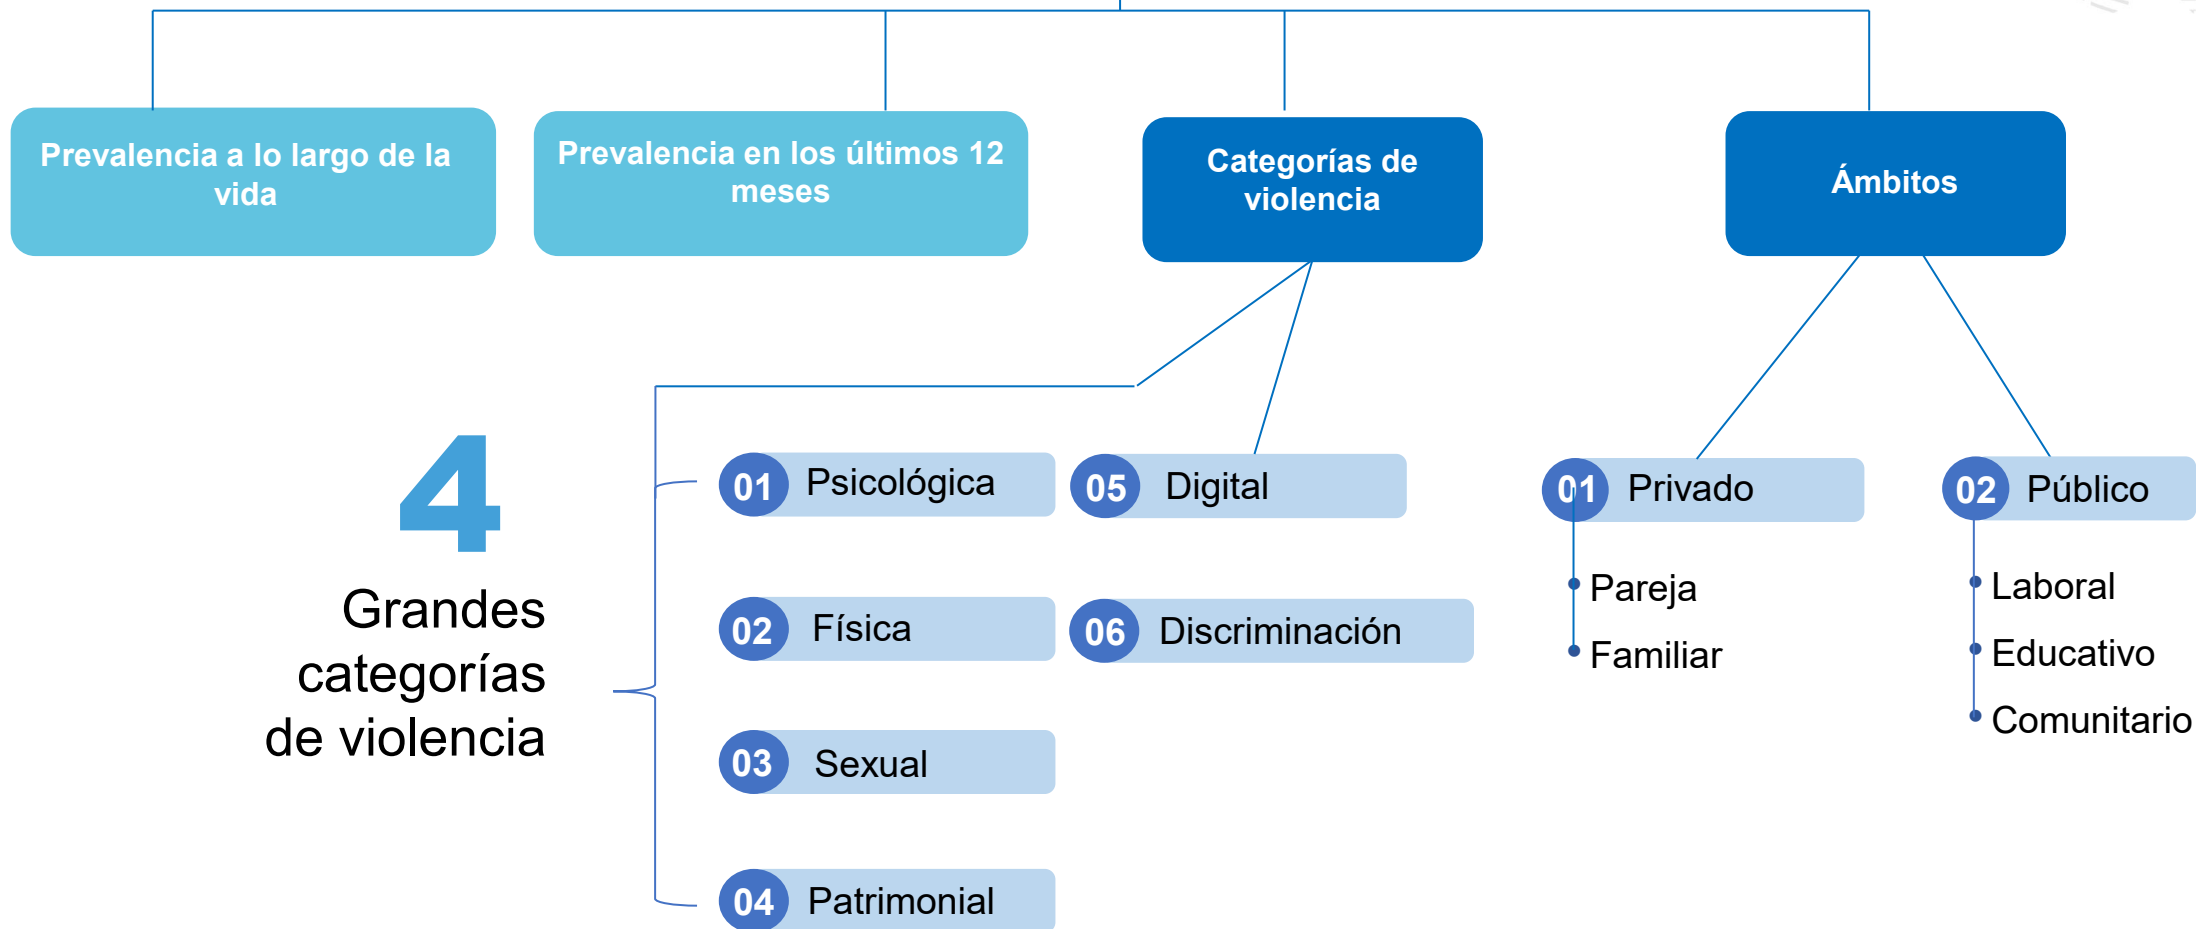 Prevalencia a lo largo de la
vida
Prevalencia en los últimos 12
meses
Categorías de
violencia
Ámbitos
4
Grandes
categorías
de violencia
01 Psicológica
02 Física
03 Sexual
04 Patrimonial
05 Digital
06 Discriminación
01 Privado
Pareja
Familiar
02 Público
Laboral
Educativo
Comunitario